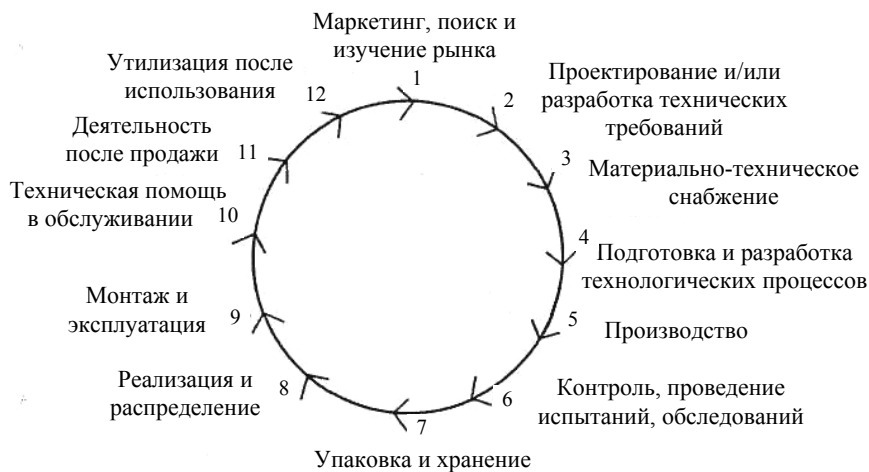 Маркетинг, поиск и
изучение рынка
1
Проектирование и/или
разработка технических
требований
2
Материально-техническое
снабжение
3
Подготовка и разработка
технологических процессов
4
Производство
5
Контроль, проведение
испытаний, обследований
6
Упаковка и хранение
7
Реализация и
распределение
8
Монтаж и
эксплуатация
9
Техническая помощь
в обслуживании
10
Деятельность
после продажи
11
Утилизация после
использования
12